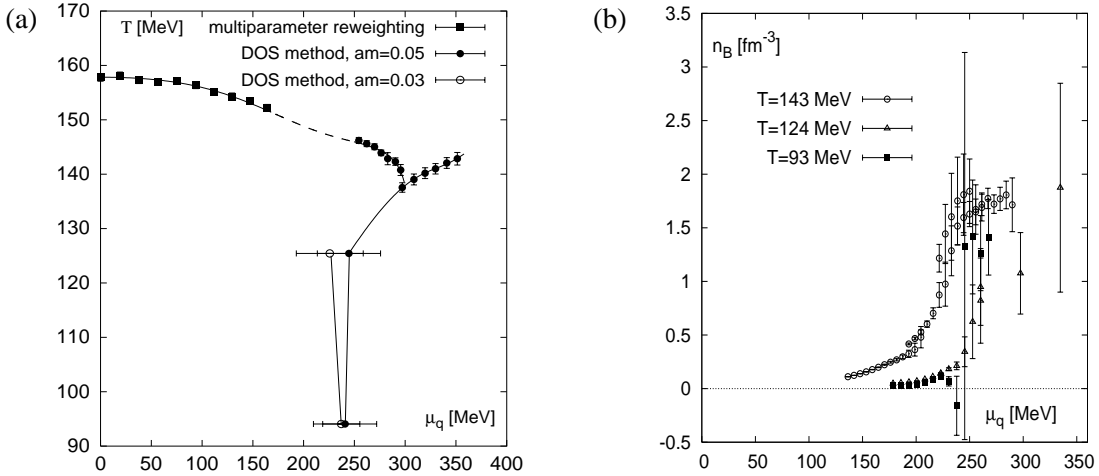 (a)
T [MeV]
multiparameter reweighting
DOS method, am=0.05
DOS method, am=0.03
170
160
150
140
130
120
110
100
90
0 50 100 150 200 250 300 350 400
μq [MeV]
(b)
nB [fm-3]
T=143 MeV
T=124 MeV
T=93 MeV
3.5
3
2.5
2
1.5
1
0.5
0
-0.5
0 50 100 150 200 250 300 350
μq [MeV]